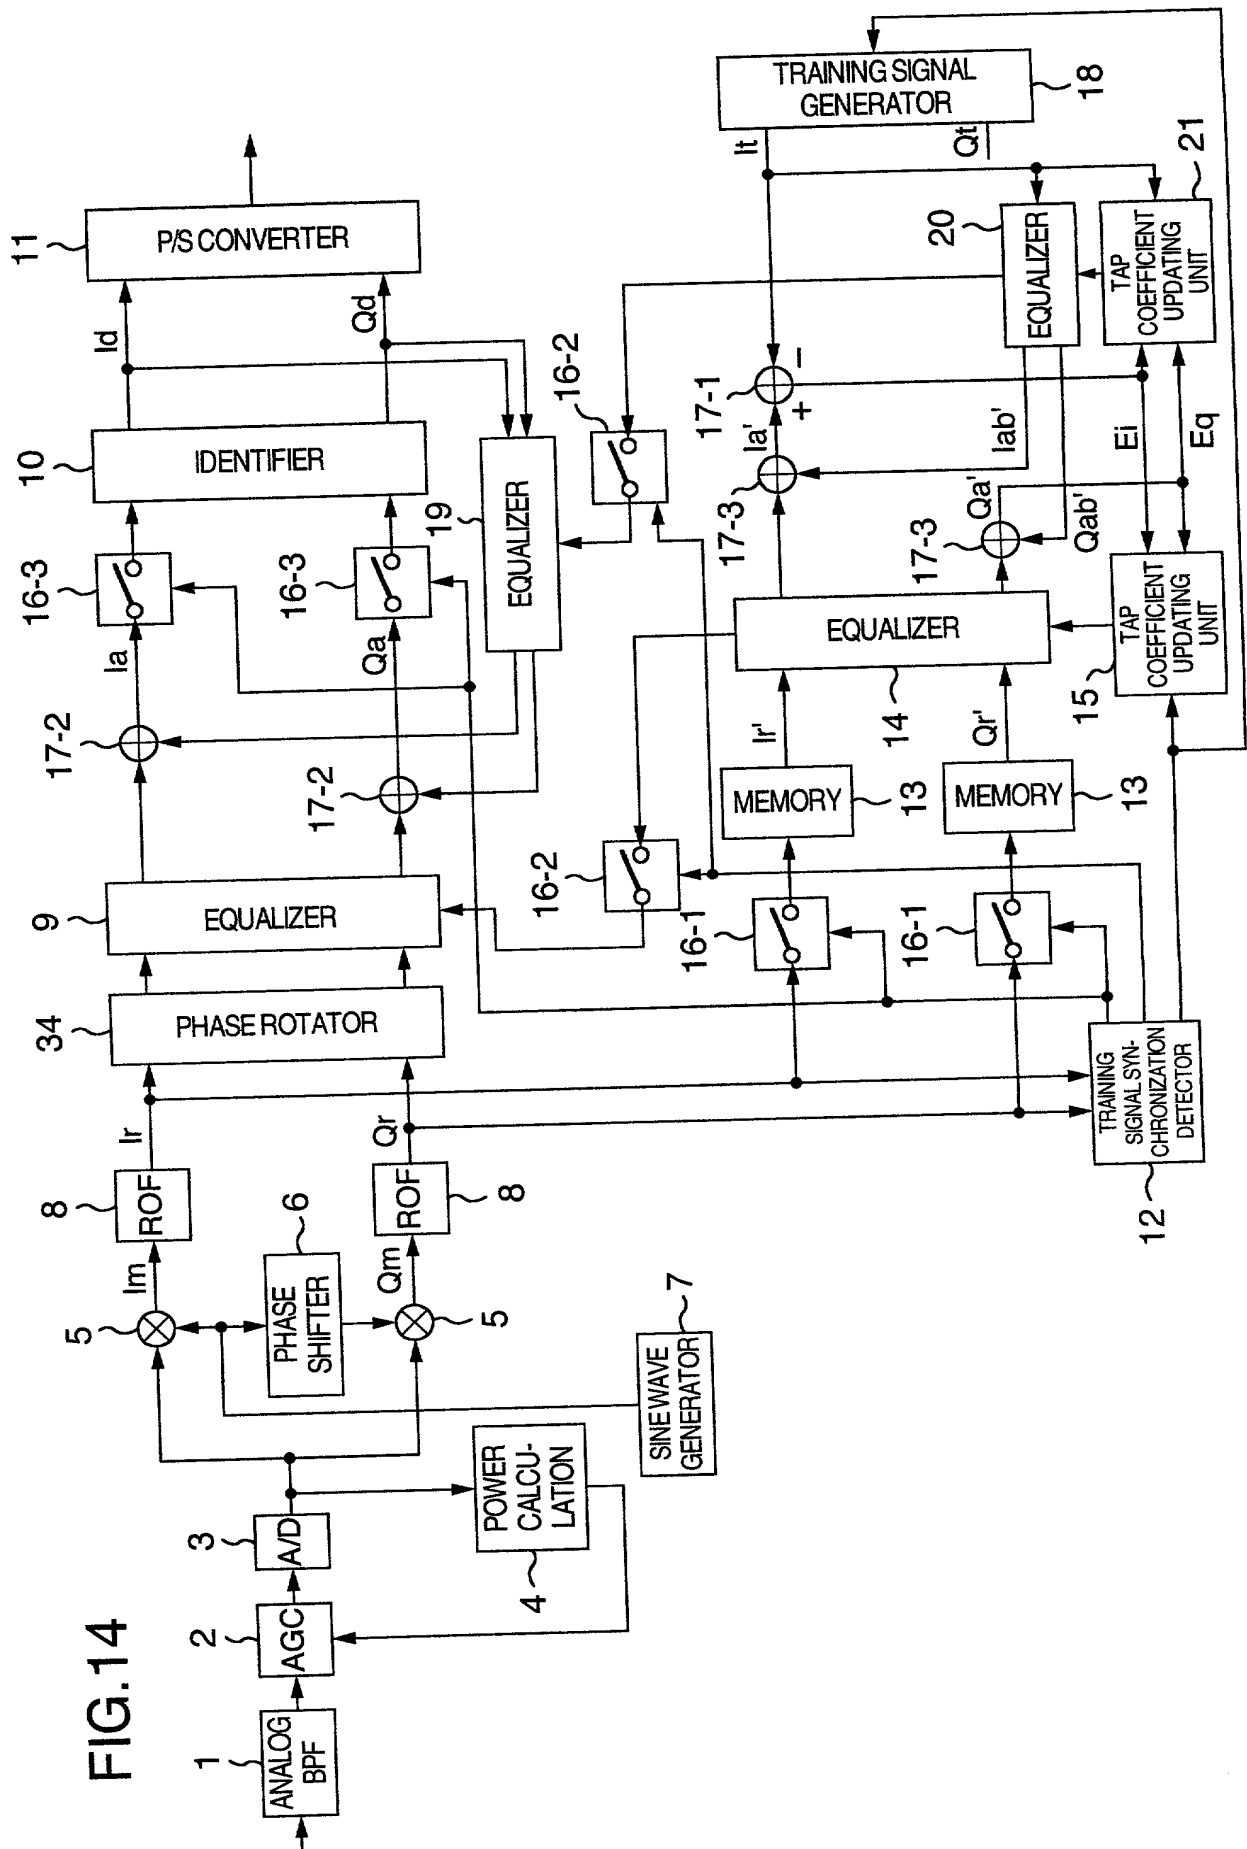 FIG.14
1
ANALOG
BPF
2
AGC
3
A/D
4
POWER
CALCU-
LATION
5
Im
6
PHASE
SHIFTER
5
Qm
7
SINE WAVE
GENERATOR
8
ROF
Ir
8
ROF
Qr
34
PHASE ROTATOR
9
EQUALIZER
17-2
Ia
17-2
Qa
16-3
16-3
10
IDENTIFIER
Id
Qd
11
P/S CONVERTER
19
EQUALIZER
16-2
16-2
12
TRAINING
SIGNAL SYN-
CHRONIZATION
DETECTOR
16-1
16-1
MEMORY
13
MEMORY
13
Ir'
Qr'
14
EQUALIZER
15
TAP
COEFFICIENT
UPDATING
UNIT
17-3
Ia'
17-3
Qa'
17-1
+
−
Iab'
Qab'
Ei
Eq
20
EQUALIZER
21
TAP
COEFFICIENT
UPDATING
UNIT
It
Qt
TRAINING SIGNAL
GENERATOR
18